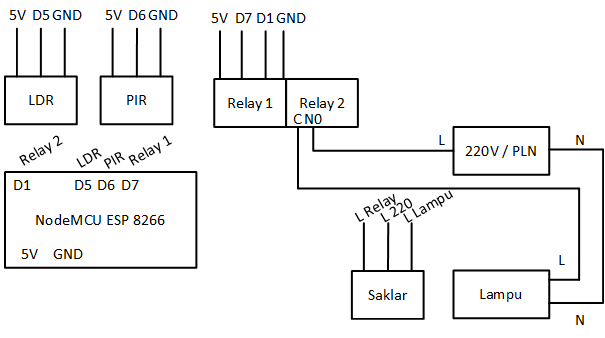 5V D5 GND
5V D6 GND
5V D7 D1 GND
LDR
PIR
Relay 1
Relay 2
C NO
L
220V / PLN
N
Relay 2
LDR
PIR
Relay 1
D1
D5 D6 D7
NodeMCU ESP 8266
5V GND
L Relay
L 220
L Lampu
Saklar
L
Lampu
N